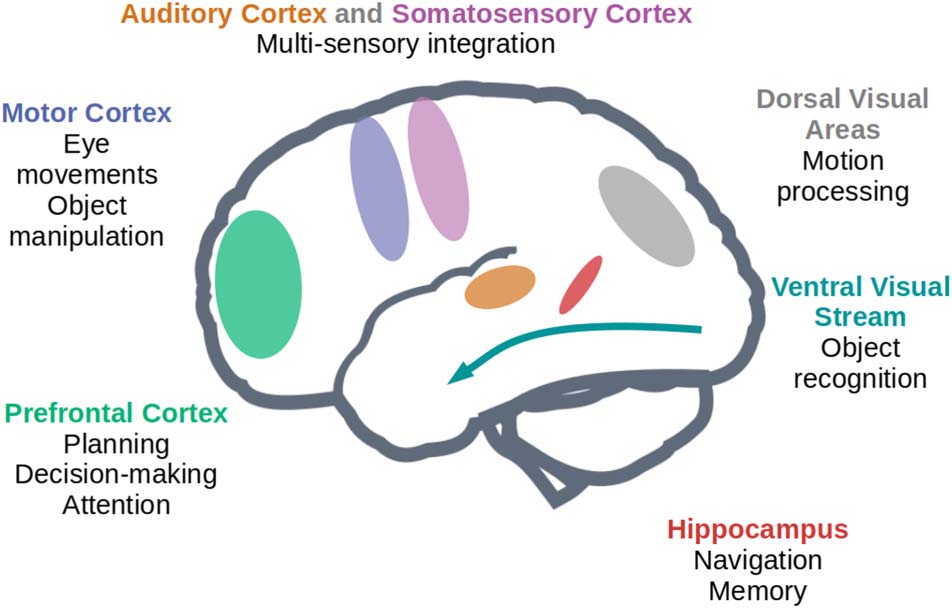 Auditory Cortex and Somatosensory Cortex
Multi-sensory integration
Motor Cortex
Eye
movements
Object
manipulation
Dorsal Visual
Areas
Motion
processing
Ventral Visual
Stream
Object
recognition
Prefrontal Cortex
Planning
Decision-making
Attention
Hippocampus
Navigation
Memory